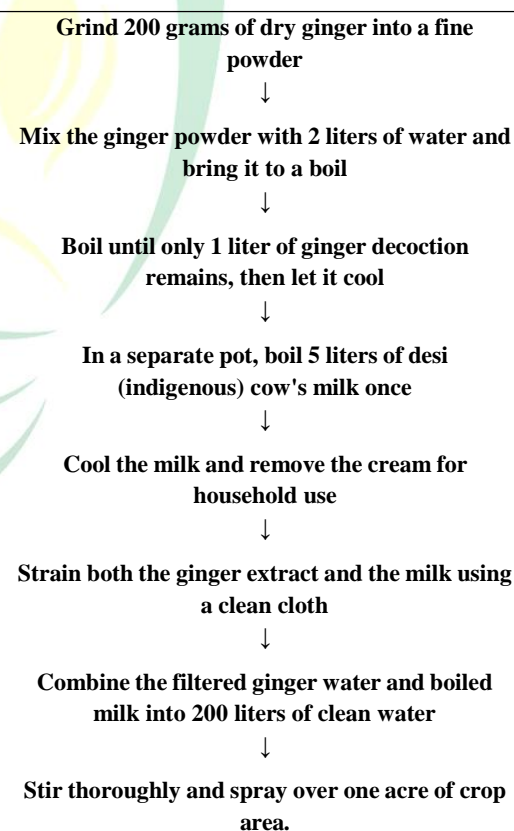 Grind 200 grams of dry ginger into a fine
powder
↓
Mix the ginger powder with 2 liters of water and
bring it to a boil
↓
Boil until only 1 liter of ginger decoction
remains, then let it cool
↓
In a separate pot, boil 5 liters of desi
(indigenous) cow's milk once
↓
Cool the milk and remove the cream for
household use
↓
Strain both the ginger extract and the milk using
a clean cloth
↓
Combine the filtered ginger water and boiled
milk into 200 liters of clean water
↓
Stir thoroughly and spray over one acre of crop
area.